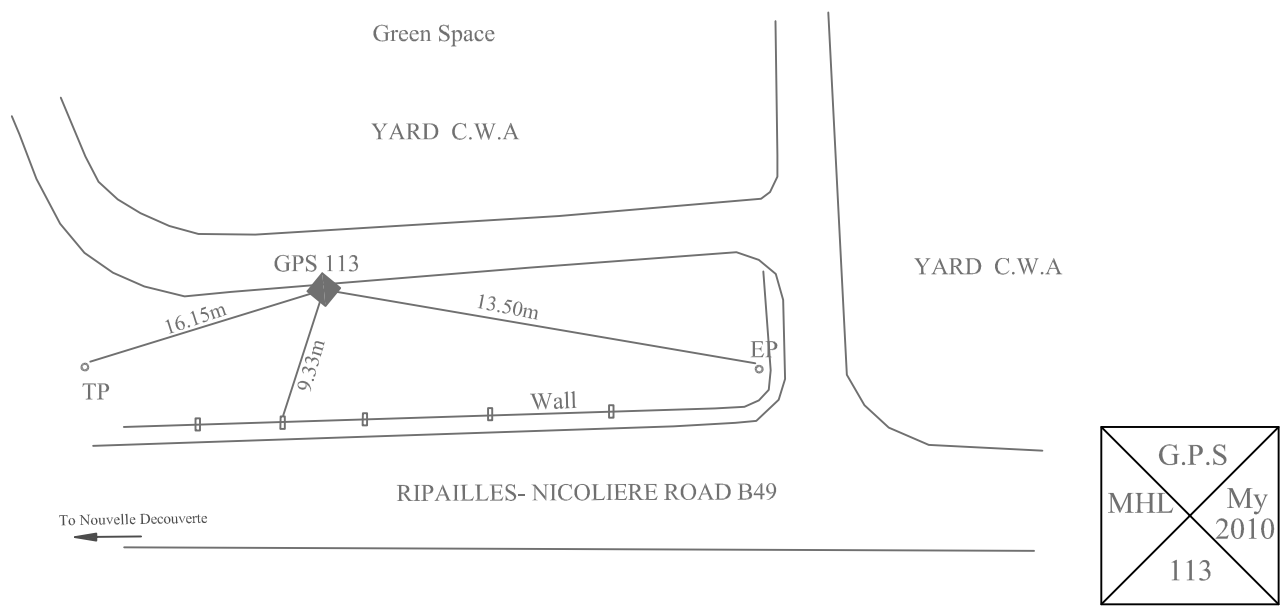 Green Space
YARD C.W.A
GPS 113
YARD C.W.A
16.15m
13.50m
9.33m
EP
TP
Wall
RIPAILLES- NICOLIERE ROAD B49
To Nouvelle Decouverte
G.P.S
MHL
My
2010
113